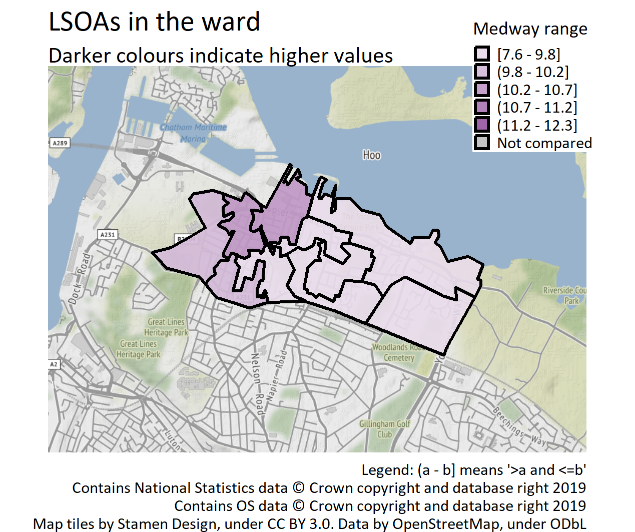 LSOAs in the ward
Darker colours indicate higher values
Medway range
[7.6 - 9.8]
(9.8 - 10.2]
(10.2 - 10.7]
(10.7 - 11.2]
(11.2 - 12.3]
Not compared
Chatham Maritime
Marina
A289
Hoo
A231
Dock Road
Riverside Cou
Park
Great Lines
Heritage Park
Great Lines
Heritage Park
A2
Woodlands Ro
Cemetery
Nelson Road
Napier Road
Gillingham Golf
Club
Beechings Way
Legend: (a - b] means '>a and <=b'
Contains National Statistics data © Crown copyright and database right 2019
Contains OS data © Crown copyright and database right 2019
Map tiles by Stamen Design, under CC BY 3.0. Data by OpenStreetMap, under ODbL